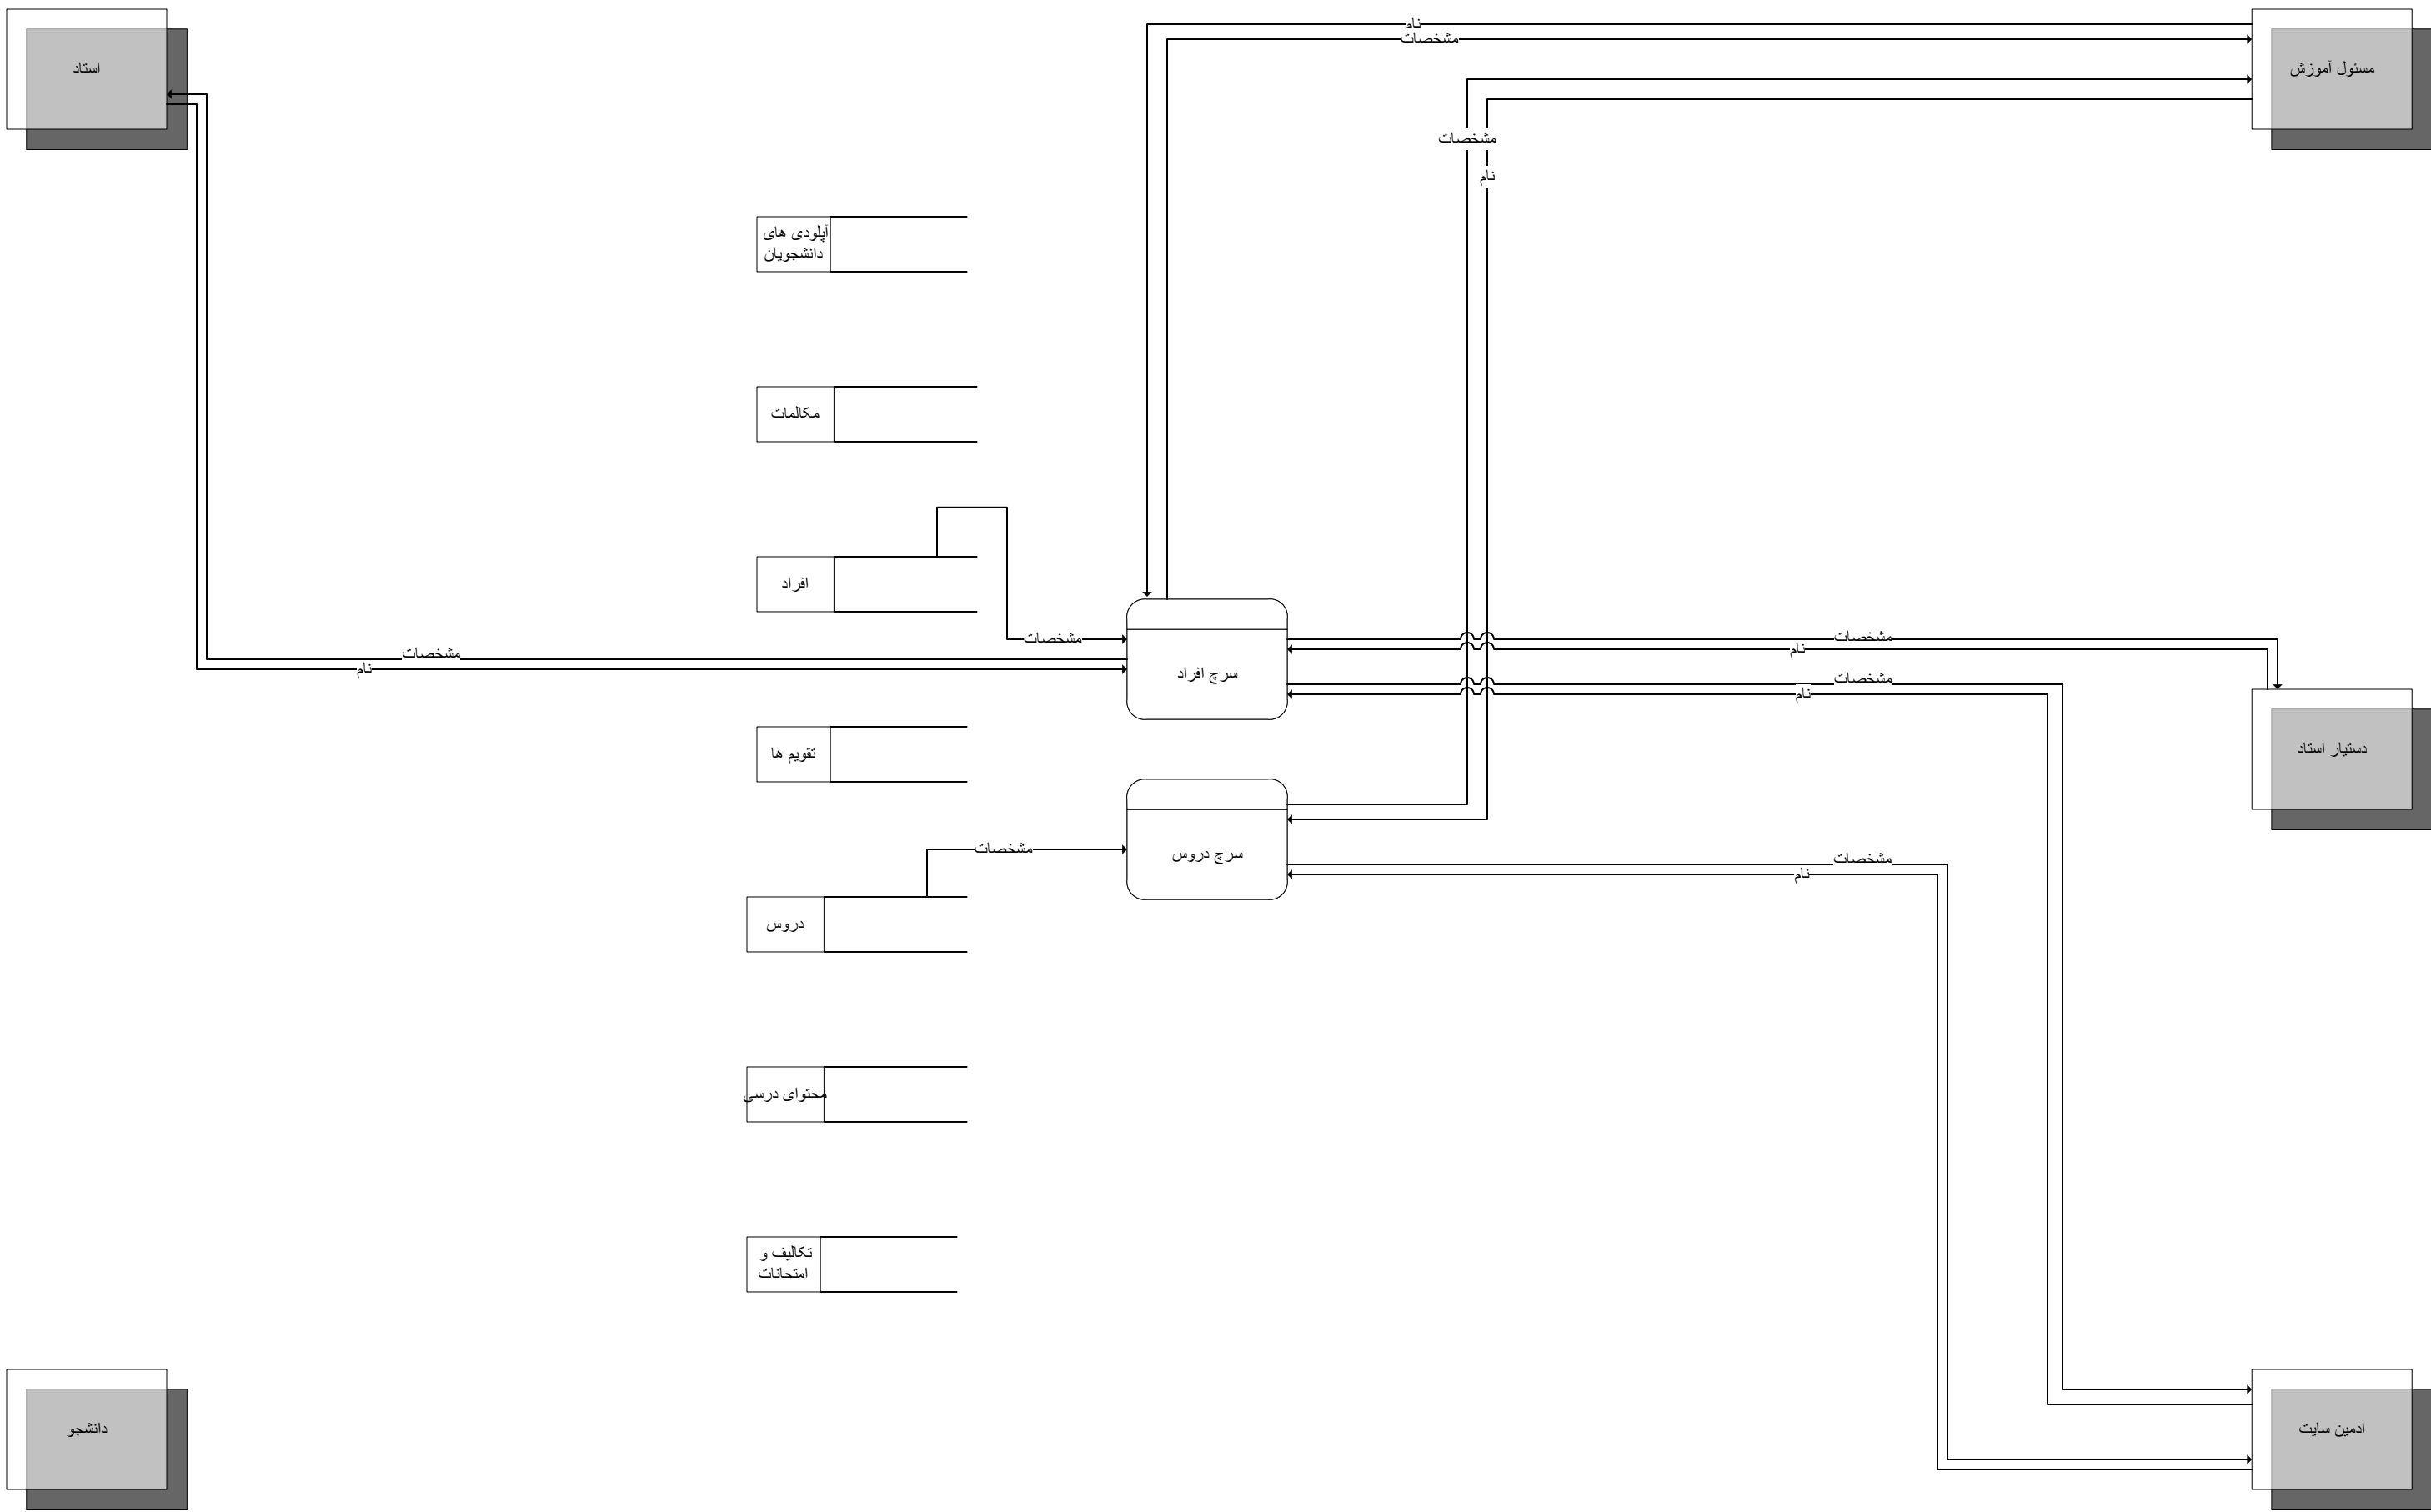 نام
مشخصات
استاد
مسئول آموزش
مشخصات
نام
آپلودی های
دانشجویان
مکالمات
افراد
مشخصات
مشخصات
مشخصات
نام
نام
سرچ افراد
مشخصات
نام
تقویم ها
دستیار استاد
مشخصات
سرچ دروس
مشخصات
نام
دروس
محتوای درسی
تکالیف و
امتحانات
دانشجو
ادمین سایت